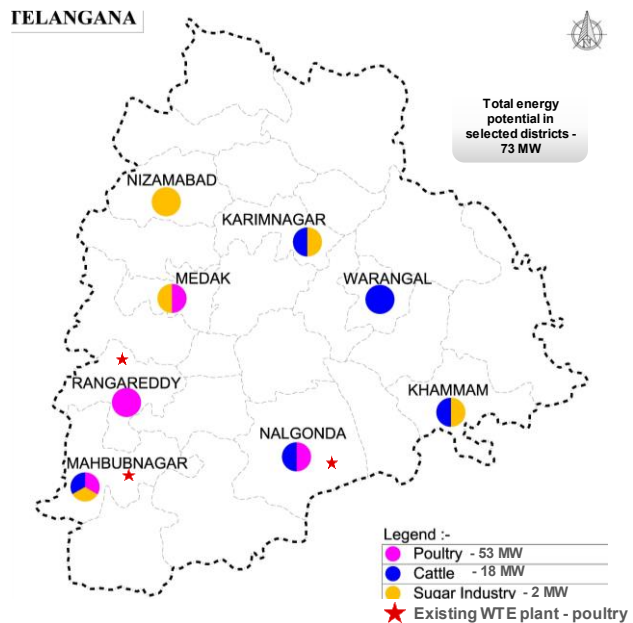 TELANGANA
N
Total energy
potential in
selected districts -
73 MW
NIZAMABAD
KARIMNAGAR
MEDAK
WARANGAL
RANGAREDDY
KHAMMAM
NALGONDA
MAHBUBNAGAR
Legend :-
Poultry - 53 MW
Cattle - 18 MW
Sugar Industry - 2 MW
Existing WTE plant - poultry